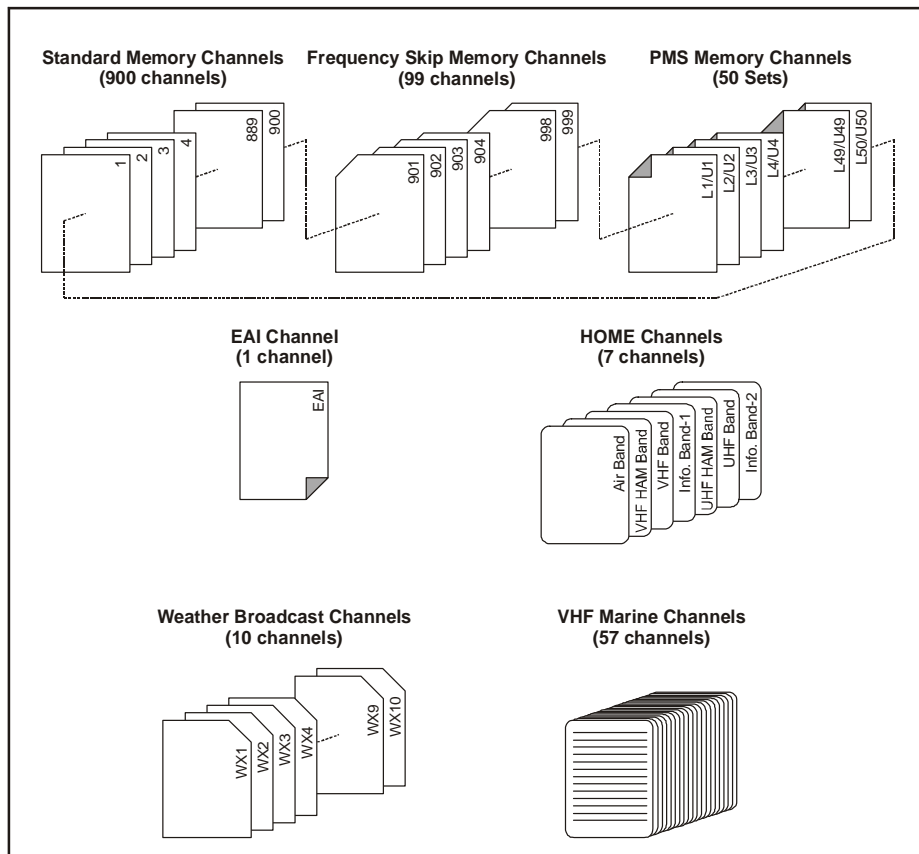 Standard Memory Channels
(900 channels)
Frequency Skip Memory Channels
(99 channels)
PMS Memory Channels
(50 Sets)
1
2
3
4
889
900
901
902
903
904
998
999
L1/U1
L2/U2
L3/U3
L4/U4
L49/U49
L50/U50
EAI Channel
(1 channel)
EAI
HOME Channels
(7 channels)
Air Band
VHF HAM Band
VHF Band
Info. Band-1
UHF HAM Band
UHF Band
Info. Band-2
Weather Broadcast Channels
(10 channels)
WX1
WX2
WX3
WX4
WX9
WX10
VHF Marine Channels
(57 channels)